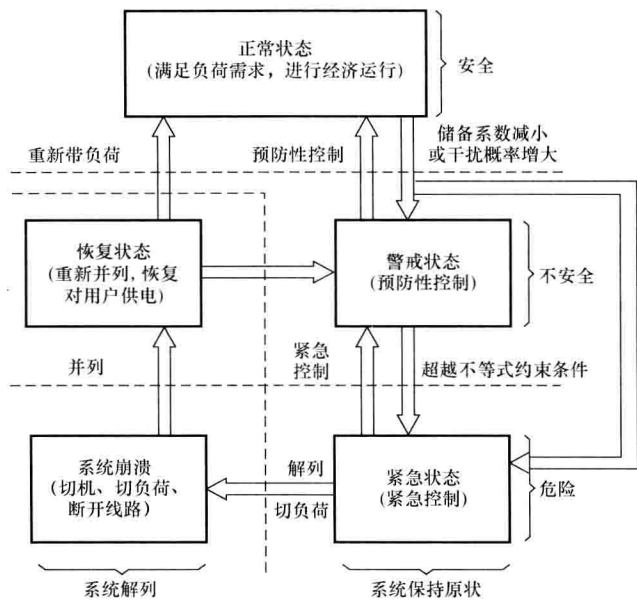 正常状态
(满足负荷需求，进行经济运行)
安全
重新带负荷
预防性控制
储备系数减小
或干扰概率增大
恢复状态
(重新并列，恢复
对用户供电)
警戒状态
(预防性控制)
不安全
并列
紧急
控制
超越不等式约束条件
系统崩溃
(切机、切负荷、
断开线路)
解列
切负荷
紧急状态
(紧急控制)
危险
系统解列
系统保持原状